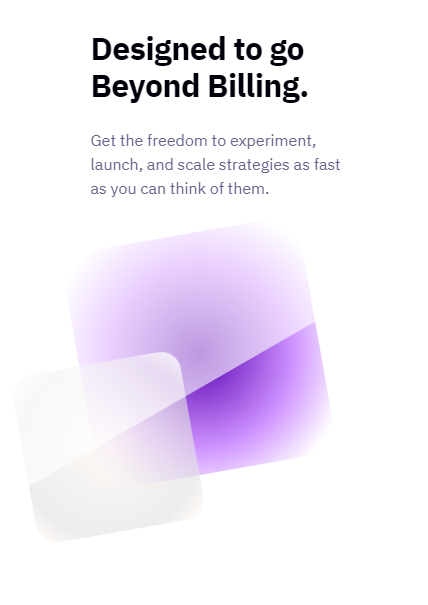 Designed to go
Beyond Billing.
Get the freedom to experiment,
launch, and scale strategies as fast
as you can think of them.